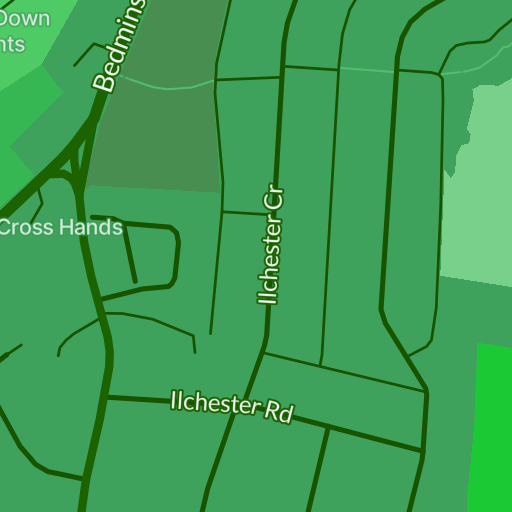 Down
nts
Bedmins
Cross Hands
Ilchester Cr
Ilchester Rd